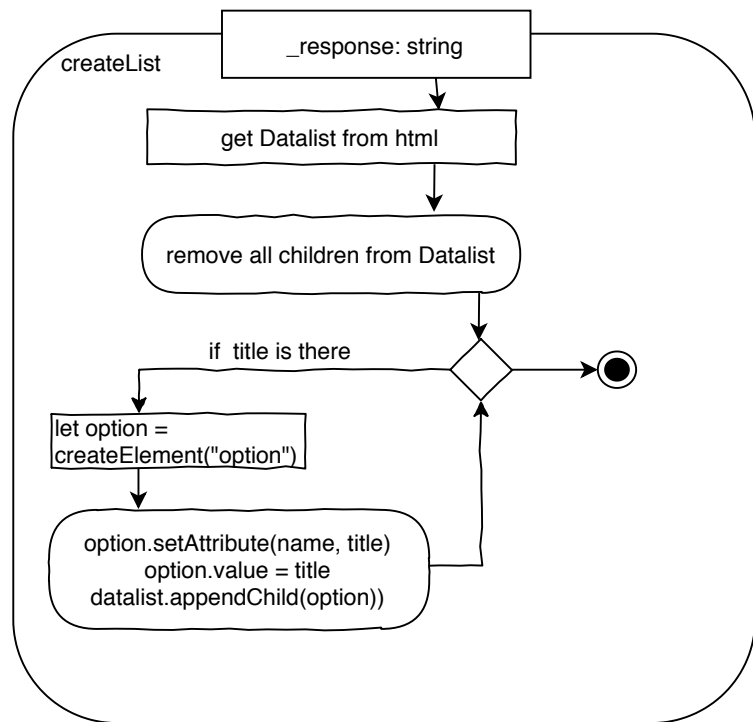 _response: string
createList
get Datalist from html
remove all children from Datalist
if title is there
let option =
createElement("option")
option.setAttribute(name, title)
option.value = title
datalist.appendChild(option))